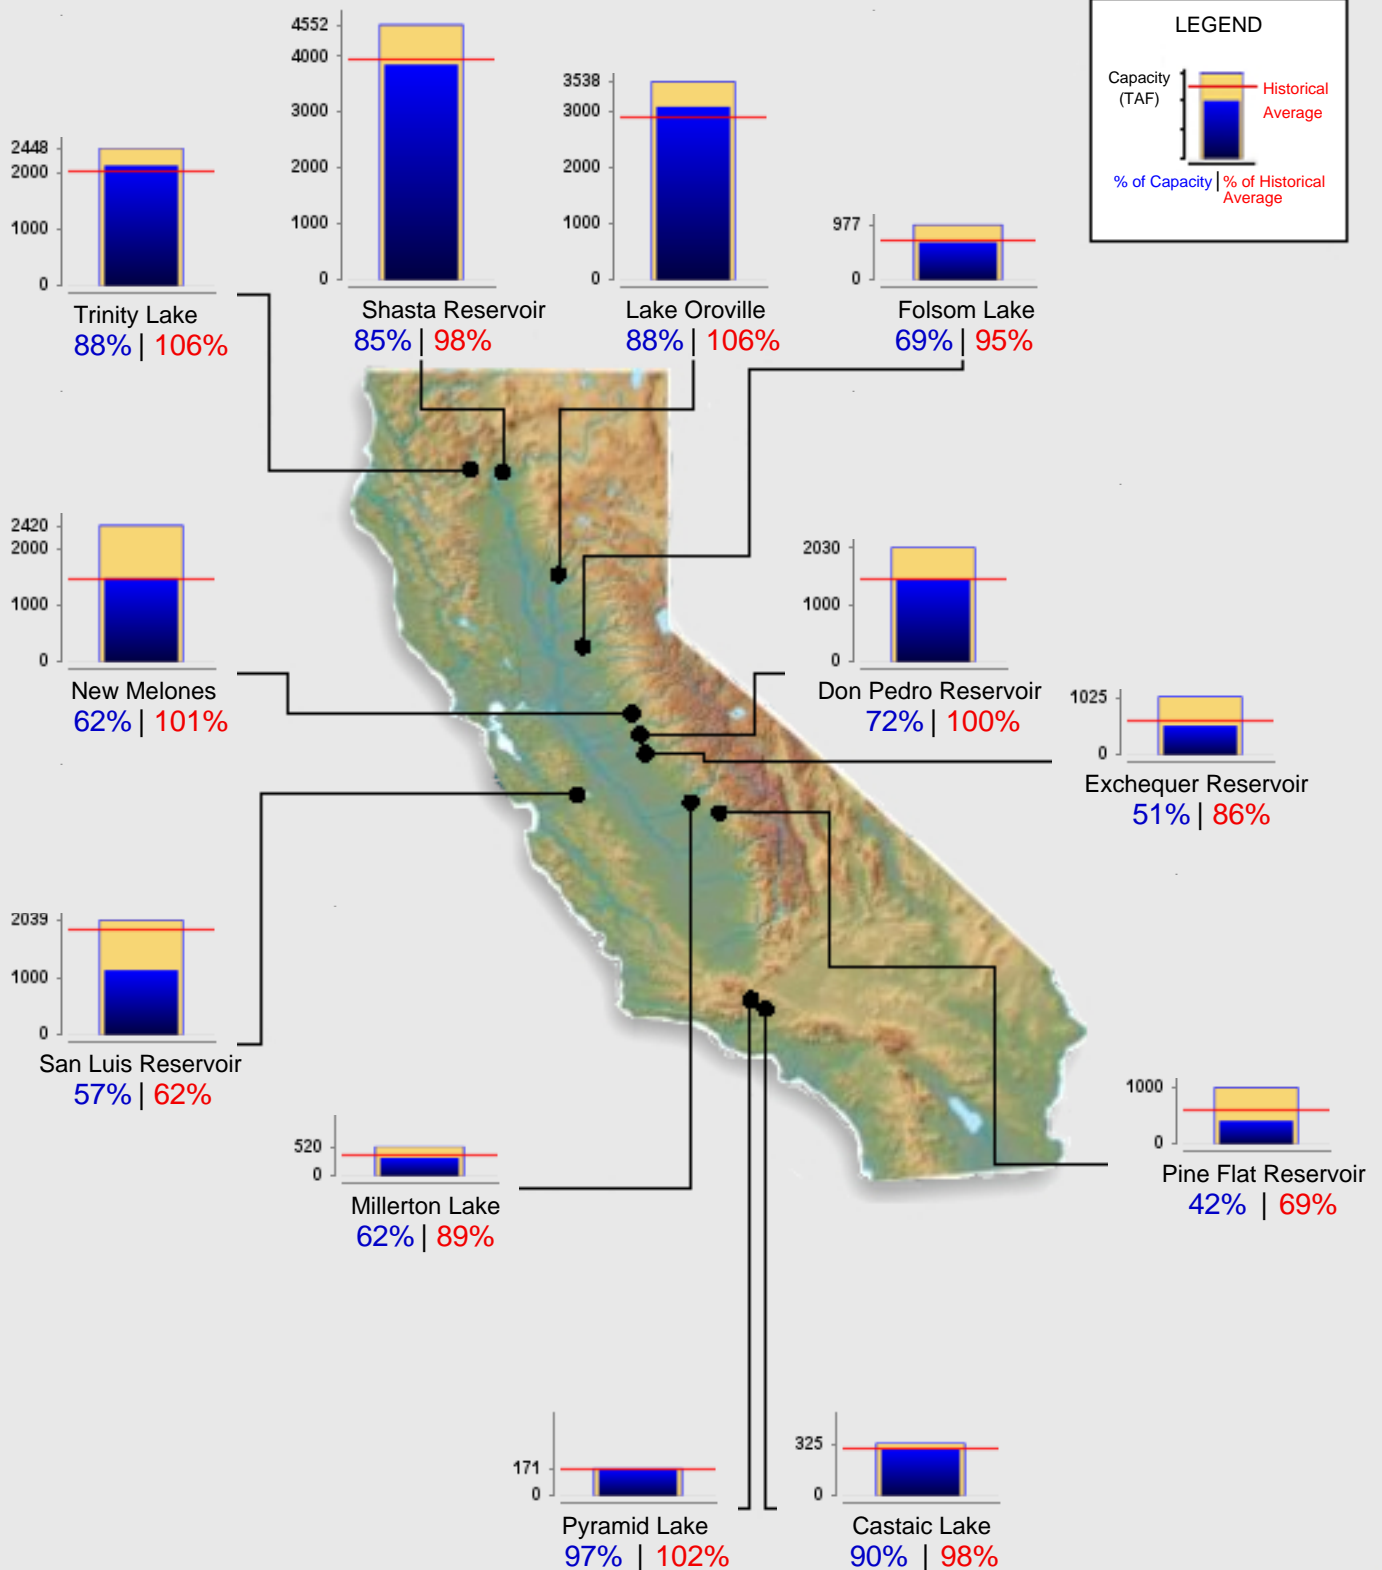 LEGEND
Capacity
(TAF)
Historical
Average
% of Capacity | % of Historical
Average
4552
4000
3000
2000
1000
0
Shasta Reservoir
85% | 98%
3538
3000
2000
1000
0
Lake Oroville
88% | 106%
2448
2000
1000
0
Trinity Lake
88% | 106%
977
0
Folsom Lake
69% | 95%
2420
2000
1000
0
New Melones
62% | 101%
2030
1000
0
Don Pedro Reservoir
72% | 100%
1025
0
Exchequer Reservoir
51% | 86%
2039
1000
0
San Luis Reservoir
57% | 62%
520
0
Millerton Lake
62% | 89%
1000
0
Pine Flat Reservoir
42% | 69%
171
0
Pyramid Lake
97% | 102%
325
0
Castaic Lake
90% | 98%